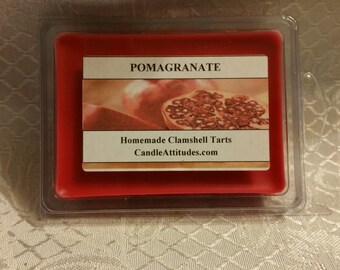 POMAGRANATE
Homemade Clamshell Tarts
CandleAttitudes.com